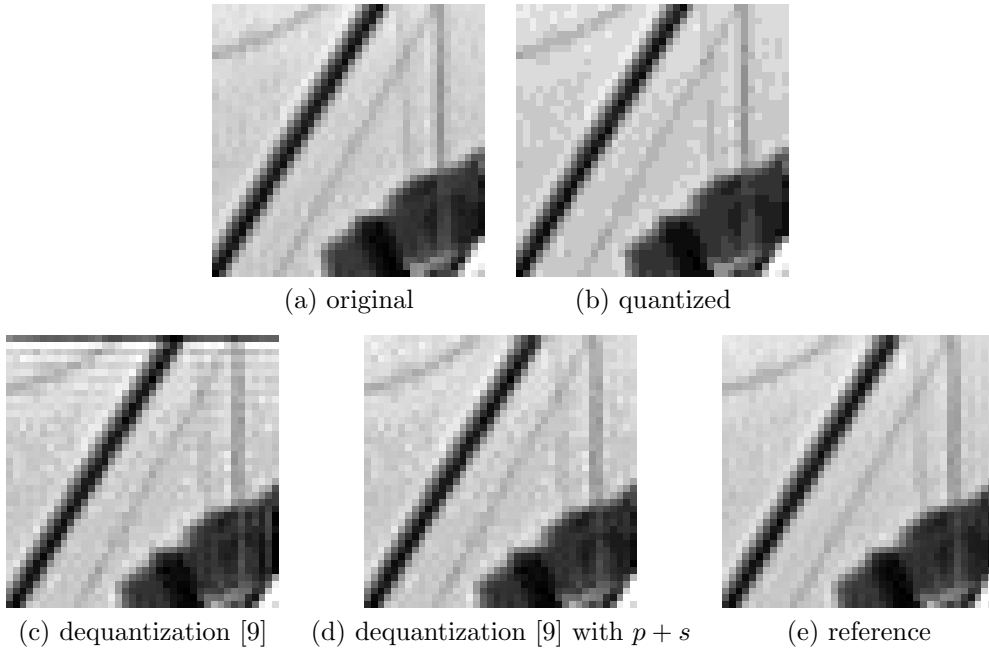 (a) original
(b) quantized
(c) dequantization [9]
(d) dequantization [9] with p + s
(e) reference